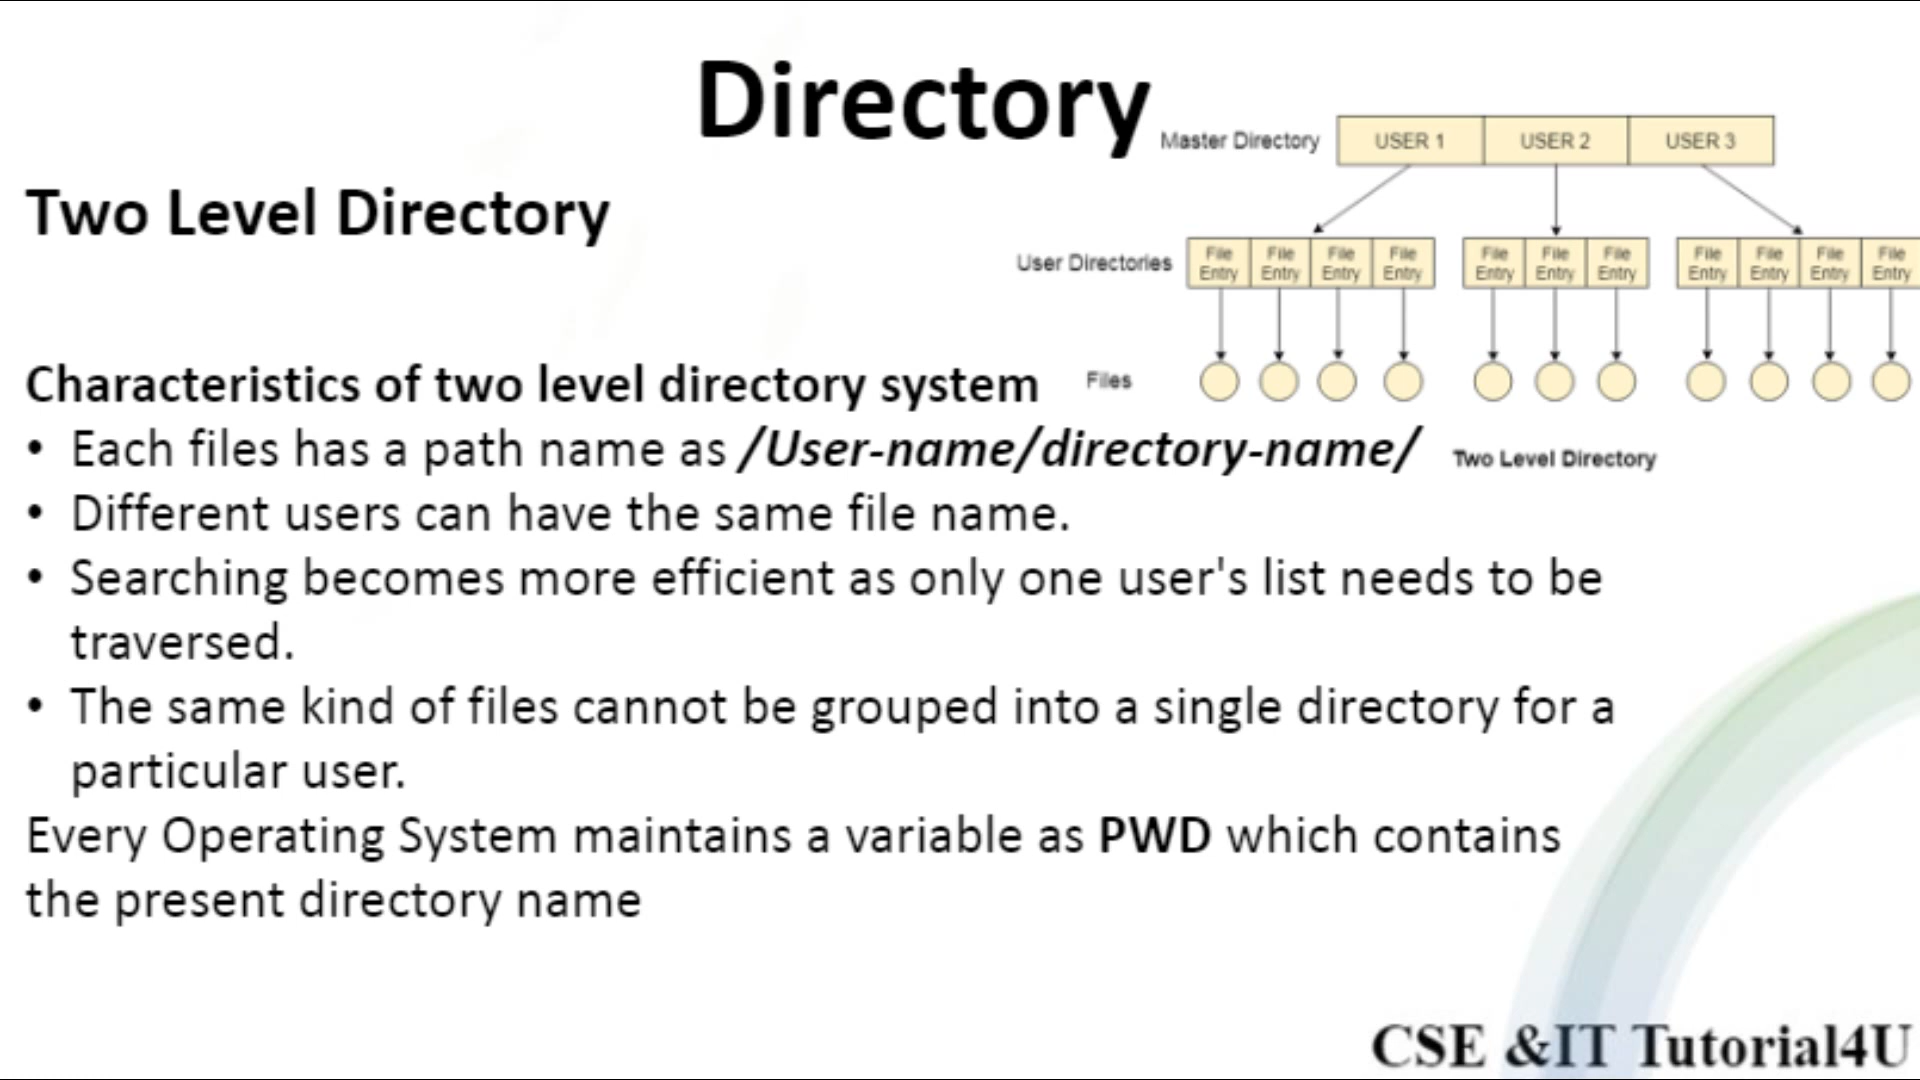 Directory
Master Directory USER 1 USER 2 USER 3
Two Level Directory
User Directories File Entry File Entry File Entry File Entry File Entry File Entry File Entry File Entry File Entry File Entry File Entry
Files
Characteristics of two level directory system
• Each files has a path name as /User-name/directory-name/
Two Level Directory
• Different users can have the same file name.
• Searching becomes more efficient as only one user's list needs to be
traversed.
• The same kind of files cannot be grouped into a single directory for a
particular user.
Every Operating System maintains a variable as PWD which contains
the present directory name
CSE &IT Tutorial4U